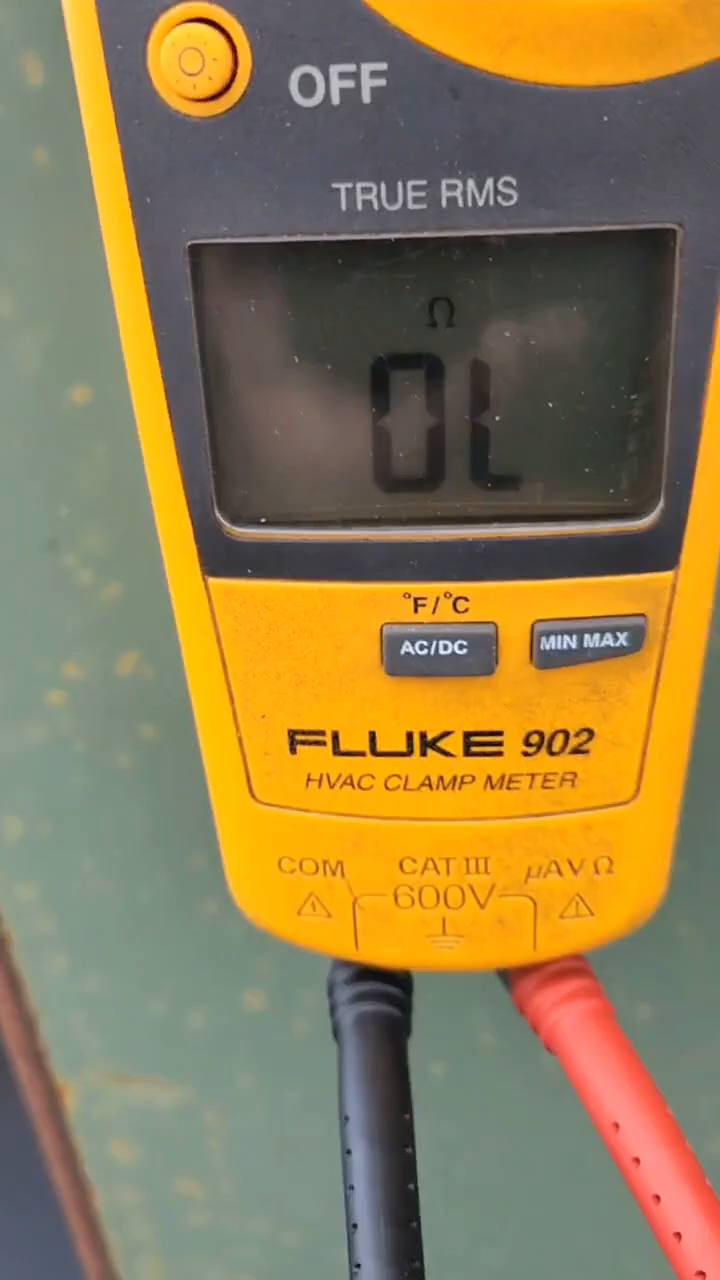 OFF
TRUE RMS
Ω
OL
°F/°C
AC/DC
MIN MAX
FLUKE 902
HVAC CLAMP METER
COM CAT III µAVΩ
600V